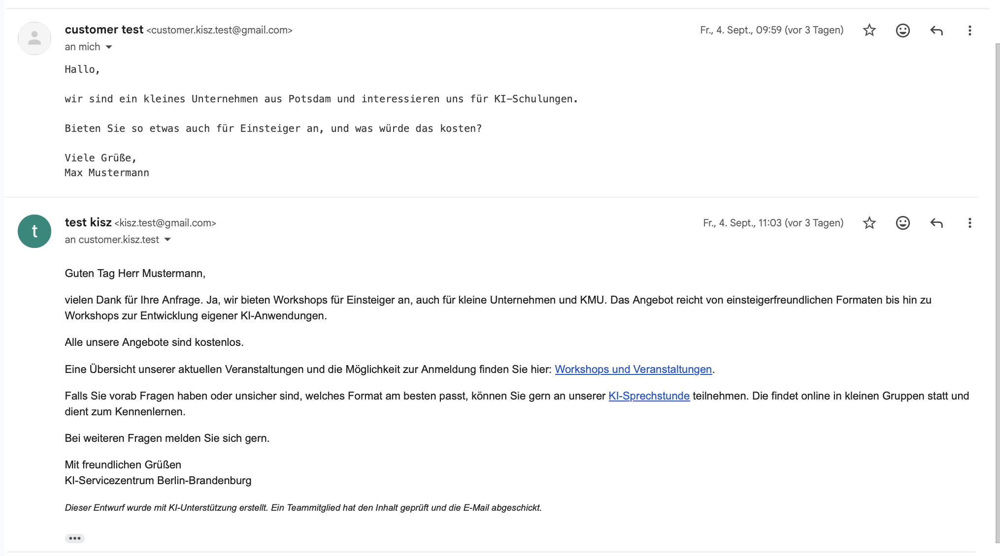 customer test <customer.kisz.test@gmail.com>
Fr., 4. Sept., 09:59 (vor 3 Tagen)
an mich
Hallo,
wir sind ein kleines Unternehmen aus Potsdam und interessieren uns für KI-Schulungen.
Bieten Sie so etwas auch für Einsteiger an, und was würde das kosten?
Viele Grüße,
Max Mustermann
t
test kisz <kisz.test@gmail.com>
Fr., 4. Sept., 11:03 (vor 3 Tagen)
an customer.kisz.test
Guten Tag Herr Mustermann,
vielen Dank für Ihre Anfrage. Ja, wir bieten Workshops für Einsteiger an, auch für kleine Unternehmen und KMU. Das Angebot reicht von einsteigerfreundlichen Formaten bis hin zu
Workshops zur Entwicklung eigener KI-Anwendungen.
Alle unsere Angebote sind kostenlos.
Eine Übersicht unserer aktuellen Veranstaltungen und die Möglichkeit zur Anmeldung finden Sie hier: Workshops und Veranstaltungen.
Falls Sie vorab Fragen haben oder unsicher sind, welches Format am besten passt, können Sie gern an unserer KI-Sprechstunde teilnehmen. Die findet online in kleinen Gruppen statt und
dient zum Kennenlernen.
Bei weiteren Fragen melden Sie sich gern.
Mit freundlichen Grüßen
KI-Servicezentrum Berlin-Brandenburg
Dieser Entwurf wurde mit KI-Unterstützung erstellt. Ein Teammitglied hat den Inhalt geprüft und die E-Mail abgeschickt.